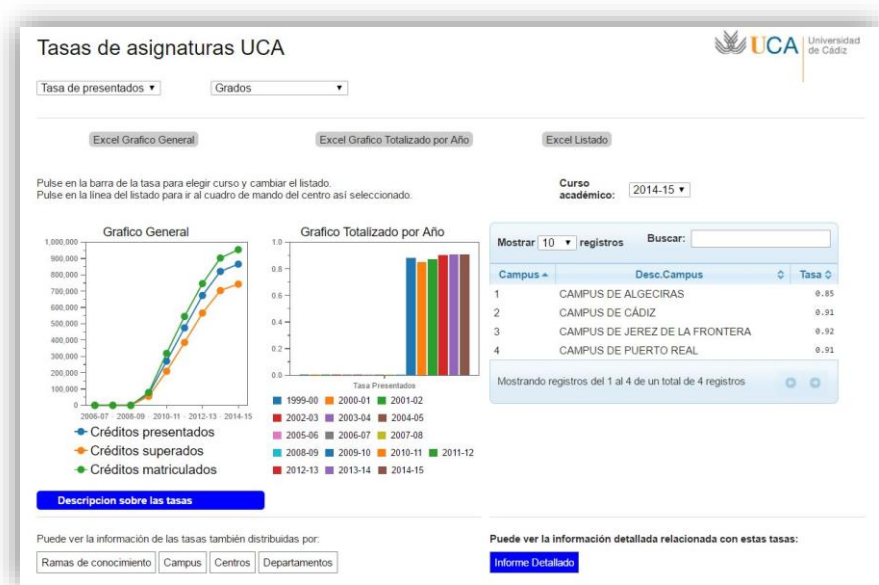 Tasas de asignaturas UCA
UCA Universidad de Cádiz
Tasa de presentados
Grados
Excel Grafico General
Excel Grafico Totalizado por Año
Excel Listado
Pulse en la barra de la tasa para elegir curso y cambiar el listado.
Pulse en la línea del listado para ir al cuadro de mando del centro así seleccionado.
Curso académico: 2014-15
Grafico General
1,000,000
900,000
800,000
700,000
600,000
500,000
400,000
300,000
200,000
100,000
0
2006-07 2008-09 2010-11 2012-13 2014-15
Créditos presentados
Créditos superados
Créditos matriculados
Grafico Totalizado por Año
1.0
0.8
0.6
0.4
0.2
0.0
Tasa Presentados
1999-00 2000-01 2001-02
2002-03 2003-04 2004-05
2005-06 2006-07 2007-08
2008-09 2009-10 2010-11 2011-12
2012-13 2013-14 2014-15
Mostrar 10 registros Buscar:
Campus Desc.Campus Tasa
1 CAMPUS DE ALGECIRAS 0.85
2 CAMPUS DE CÁDIZ 0.91
3 CAMPUS DE JEREZ DE LA FRONTERA 0.92
4 CAMPUS DE PUERTO REAL 0.91
Mostrando registros del 1 al 4 de un total de 4 registros
Descripcion sobre las tasas
Puede ver la información de las tasas también distribuidas por:
Ramas de conocimiento Campus Centros Departamentos
Puede ver la información detallada relacionada con estas tasas:
Informe Detallado